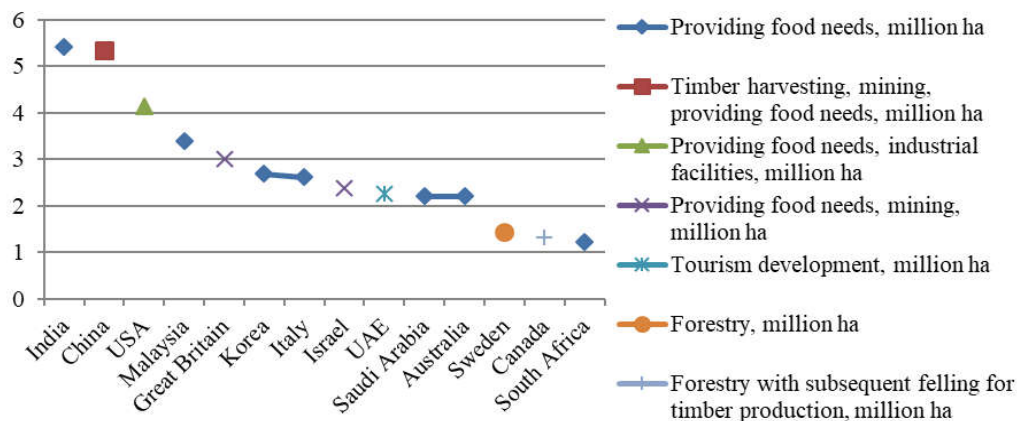 6
5
4
3
2
1
0
India
China
USA
Malaysia
Great Britain
Korea
Italy
Israel
UAE
Saudi Arabia
Australia
Sweden
Canada
South Africa
Providing food needs, million ha
Timber harvesting, mining,
providing food needs, million ha
Providing food needs, industrial
facilities, million ha
Providing food needs, mining,
million ha
Tourism development, million ha
Forestry, million ha
Forestry with subsequent felling for
timber production, million ha